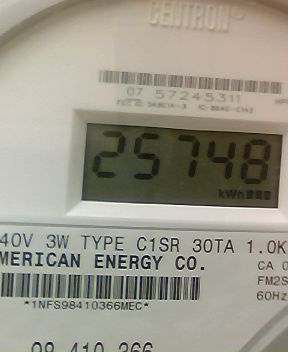 CENTRON®
07 57245311
25748
kWh
40V 3W TYPE C1SR 30TA 1.0K
MERICAN ENERGY CO.
CA 0
FM2S
60Hz
*1NFS98410366MEC*
98 410 366